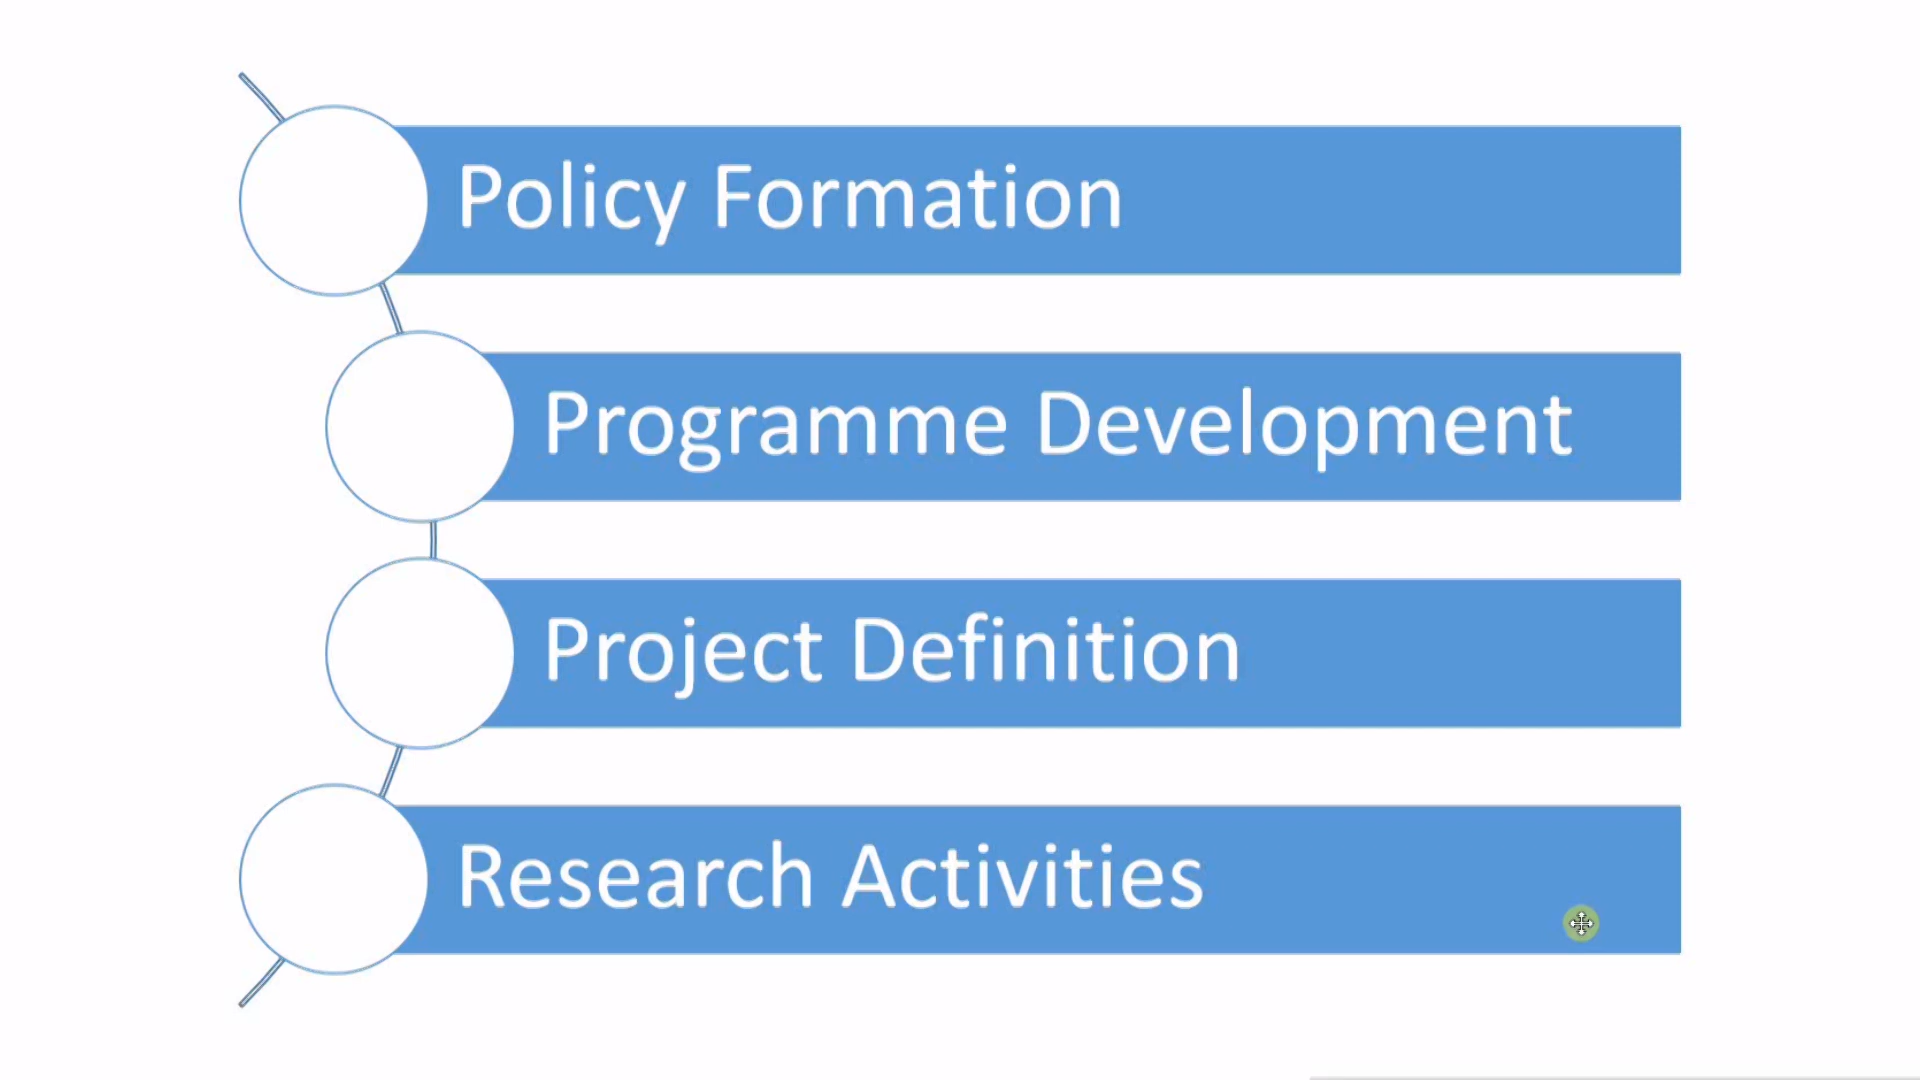 Policy Formation
Programme Development
Project Definition
Research Activities